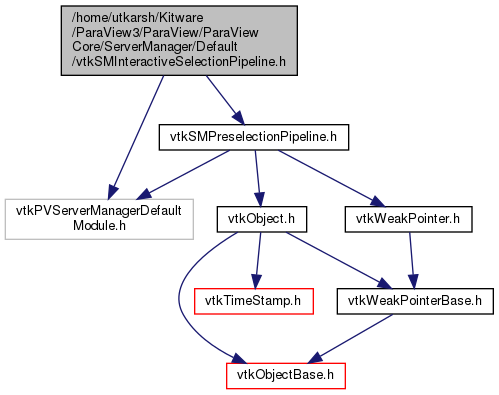 /home/utkarsh/Kitware
/ParaView3/ParaView/ParaView
Core/ServerManager/Default
/vtkSMInteractiveSelectionPipeline.h
vtkSMPreselectionPipeline.h
vtkPVServerManagerDefault
Module.h
vtkObject.h
vtkWeakPointer.h
vtkTimeStamp.h
vtkWeakPointerBase.h
vtkObjectBase.h